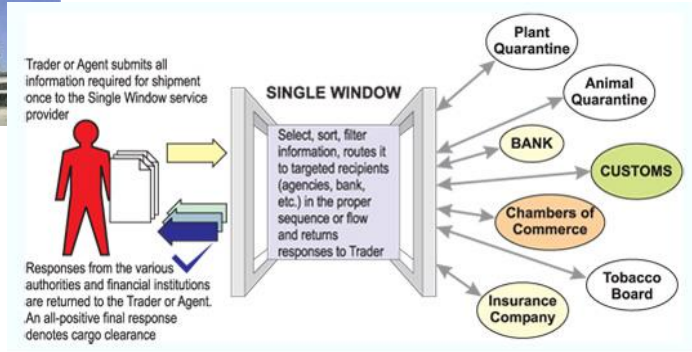 Trader or Agent submits all
information required for shipment
once to the Single Window service
provider
SINGLE WINDOW
Select, sort, filter
information, routes it
to targeted recipients
(agencies, bank,
etc.) in the proper
sequence or flow
and returns
responses to Trader
Responses from the various
authorities and financial institutions
are returned to the Trader or Agent.
An all-positive final response
denotes cargo clearance
Plant
Quarantine
Animal
Quarantine
BANK
CUSTOMS
Chambers of
Commerce
Tobacco
Board
Insurance
Company